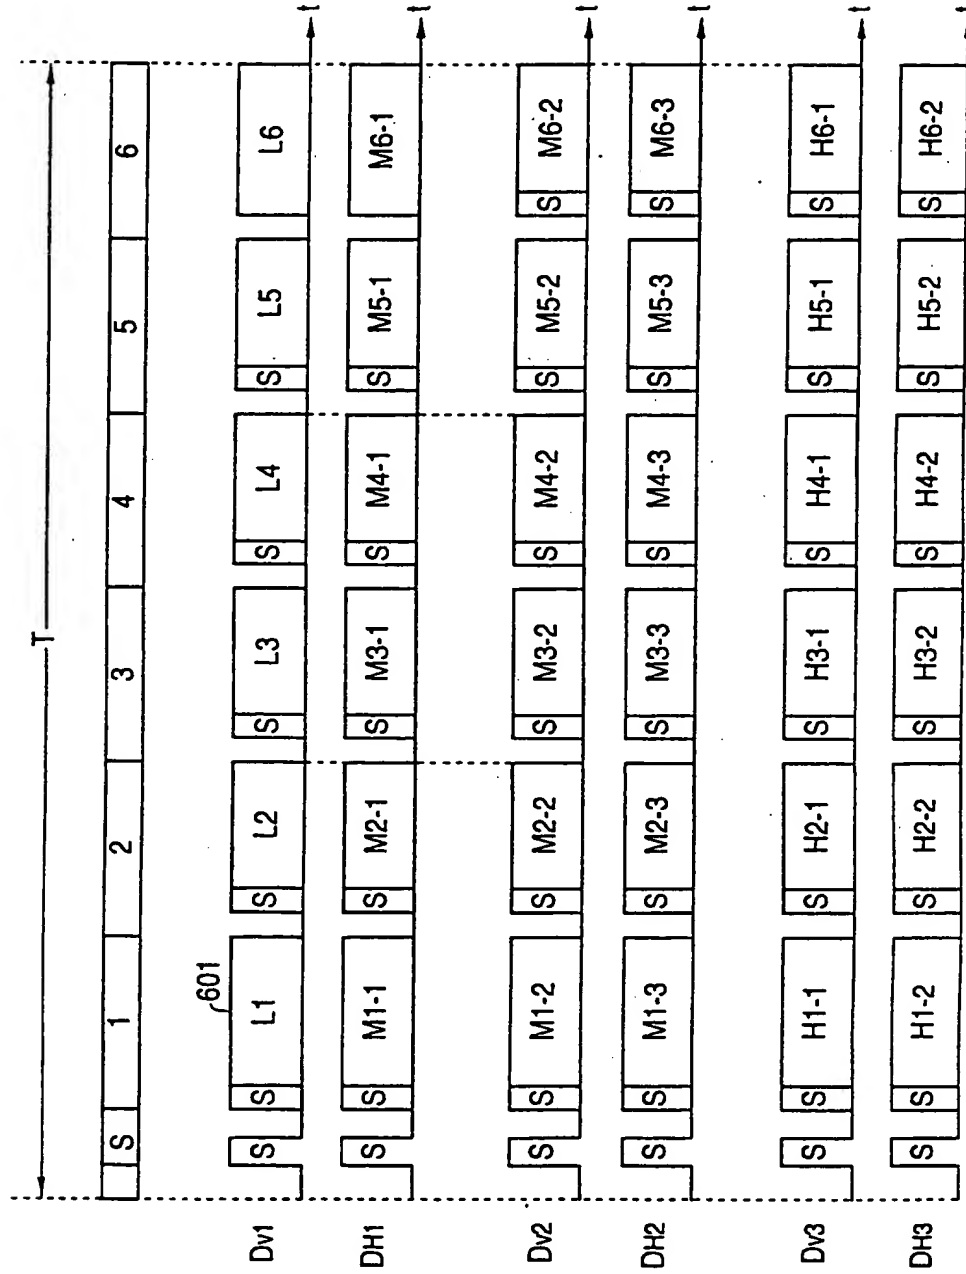 T
S 1 2 3 4 5 6
601
Dv1 S S L1 S L2 S L3 S L4 S L5 L6 t
DH1 S S M1-1 S M2-1 S M3-1 S M4-1 S M5-1 M6-1 t
Dv2 S S M1-2 S M2-2 S M3-2 S M4-2 S M5-2 S M6-2 t
DH2 S S M1-3 S M2-3 S M3-3 S M4-3 S M5-3 S M6-3 t
Dv3 S S H1-1 S H2-1 S H3-1 S H4-1 S H5-1 S H6-1 t
DH3 S S H1-2 S H2-2 S H3-2 S H4-2 S H5-2 S H6-2 t